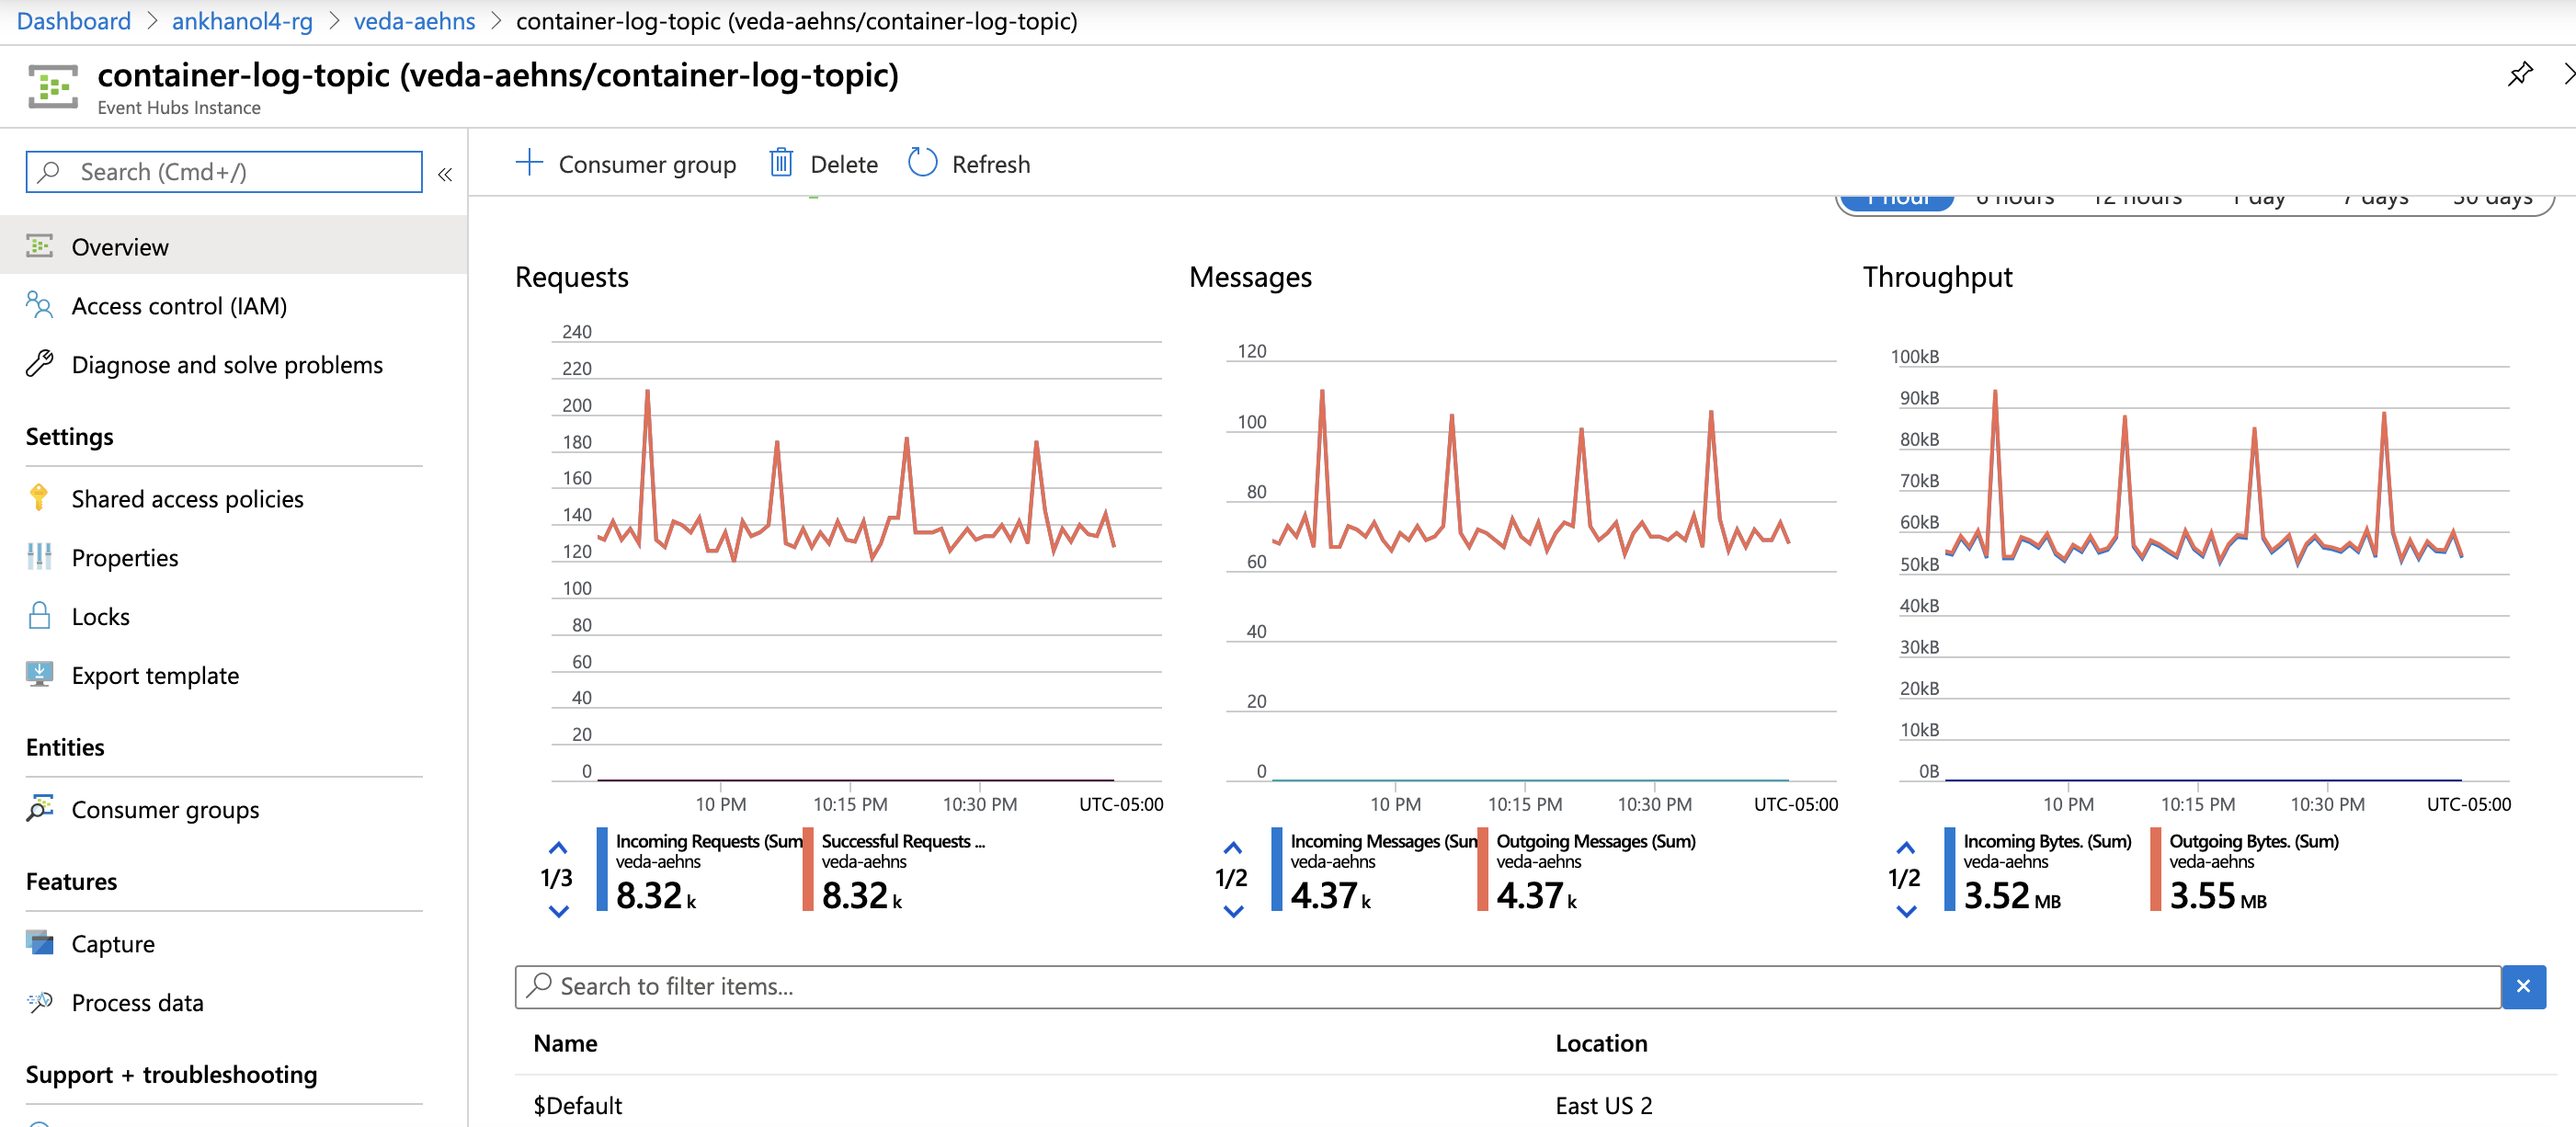 Dashboard > ankhanol4-rg > veda-aehns > container-log-topic (veda-aehns/container-log-topic)
container-log-topic (veda-aehns/container-log-topic)
Event Hubs Instance
Search (Cmd+/)
«
Overview
Access control (IAM)
Diagnose and solve problems
Settings
Shared access policies
Properties
Locks
Export template
Entities
Consumer groups
Features
Capture
Process data
Support + troubleshooting
Consumer group
Delete
Refresh
1 hour 6 hours 12 hours 1 day 7 days 30 days
Requests
240
220
200
180
160
140
120
100
80
60
40
20
0
10 PM 10:15 PM 10:30 PM UTC-05:00
1/3
Incoming Requests (Sum
veda-aehns
8.32 k
Successful Requests ...
veda-aehns
8.32 k
Messages
120
100
80
60
40
20
0
10 PM 10:15 PM 10:30 PM UTC-05:00
1/2
Incoming Messages (Sum
veda-aehns
4.37 k
Outgoing Messages (Sum)
veda-aehns
4.37 k
Throughput
100kB
90kB
80kB
70kB
60kB
50kB
40kB
30kB
20kB
10kB
0B
10 PM 10:15 PM 10:30 PM UTC-05:00
1/2
Incoming Bytes. (Sum)
veda-aehns
3.52 MB
Outgoing Bytes. (Sum)
veda-aehns
3.55 MB
Search to filter items...
Name Location
$Default East US 2